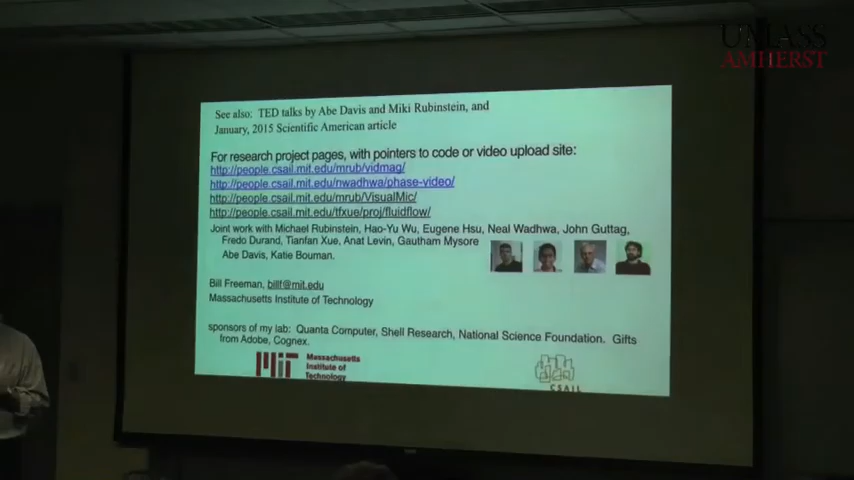 UMASS
AMHERST
See also: TED talks by Abe Davis and Miki Rubinstein, and
January, 2015 Scientific American article
For research project pages, with pointers to code or video upload site:
http://people.csail.mit.edu/mrub/vidmag/
http://people.csail.mit.edu/nwadhwa/phase-video/
http://people.csail.mit.edu/mrub/VisualMic/
http://people.csail.mit.edu/tfxue/proj/fluidflow/
Joint work with Michael Rubinstein, Hao-Yu Wu, Eugene Hsu, Neal Wadhwa, John Guttag,
Fredo Durand, Tianfan Xue, Anat Levin, Gautham Mysore
Abe Davis, Katie Bouman.
Bill Freeman, billf@mit.edu
Massachusetts Institute of Technology
sponsors of my lab: Quanta Computer, Shell Research, National Science Foundation. Gifts
from Adobe, Cognex.
MIT Massachusetts
Institute of
Technology
CSAIL